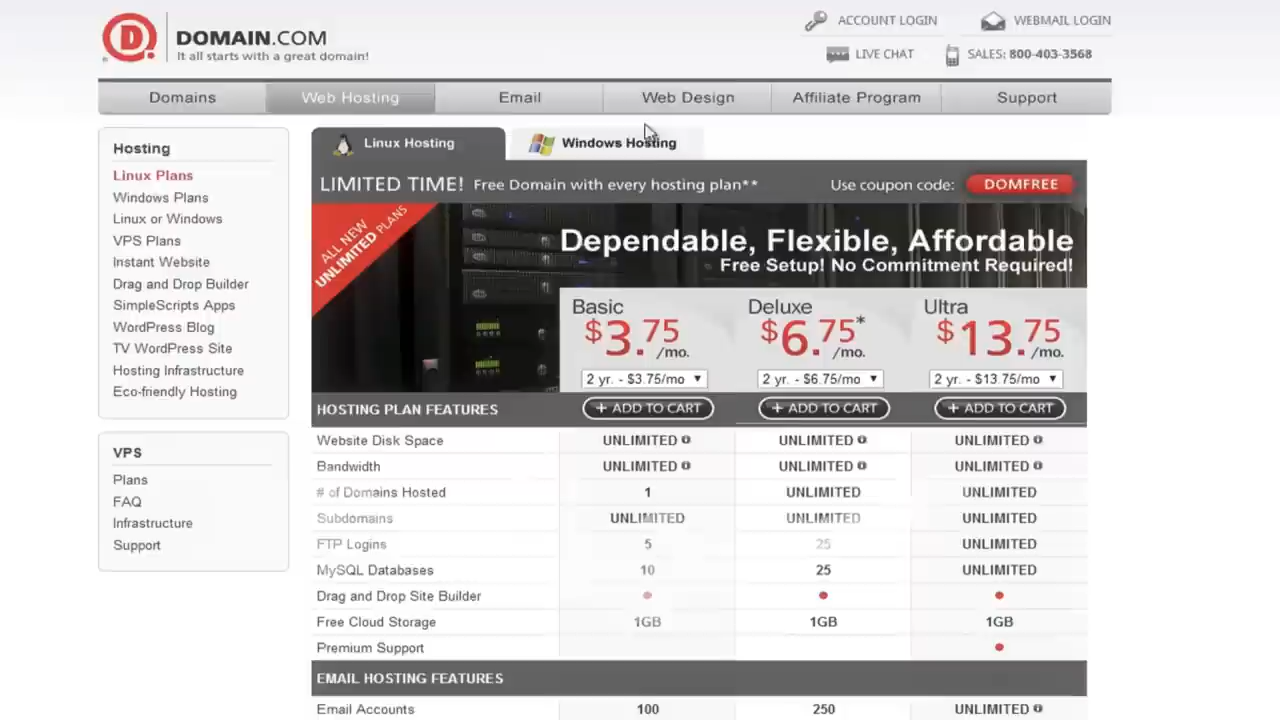 D
DOMAIN.COM
It all starts with a great domain!
ACCOUNT LOGIN
WEBMAIL LOGIN
LIVE CHAT
SALES: 800-403-3568
Domains
Web Hosting
Email
Web Design
Affiliate Program
Support
Hosting
Linux Plans
Windows Plans
Linux or Windows
VPS Plans
Instant Website
Drag and Drop Builder
SimpleScripts Apps
WordPress Blog
TV WordPress Site
Hosting Infrastructure
Eco-friendly Hosting
VPS
Plans
FAQ
Infrastructure
Support
Linux Hosting
Windows Hosting
LIMITED TIME! Free Domain with every hosting plan** Use coupon code: DOMFREE
ALL NEW
UNLIMITED PLANS
Dependable, Flexible, Affordable
Free Setup! No Commitment Required!
Basic Deluxe Ultra
$3.75/mo. $6.75*/mo. $13.75/mo.
2 yr. - $3.75/mo 2 yr. - $6.75/mo 2 yr. - $13.75/mo
HOSTING PLAN FEATURES + ADD TO CART + ADD TO CART + ADD TO CART
Website Disk Space UNLIMITED UNLIMITED UNLIMITED
Bandwidth UNLIMITED UNLIMITED UNLIMITED
# of Domains Hosted 1 UNLIMITED UNLIMITED
Subdomains UNLIMITED UNLIMITED UNLIMITED
FTP Logins 5 25 UNLIMITED
MySQL Databases 10 25 UNLIMITED
Drag and Drop Site Builder
Free Cloud Storage 1GB 1GB 1GB
Premium Support
EMAIL HOSTING FEATURES
Email Accounts 100 250 UNLIMITED